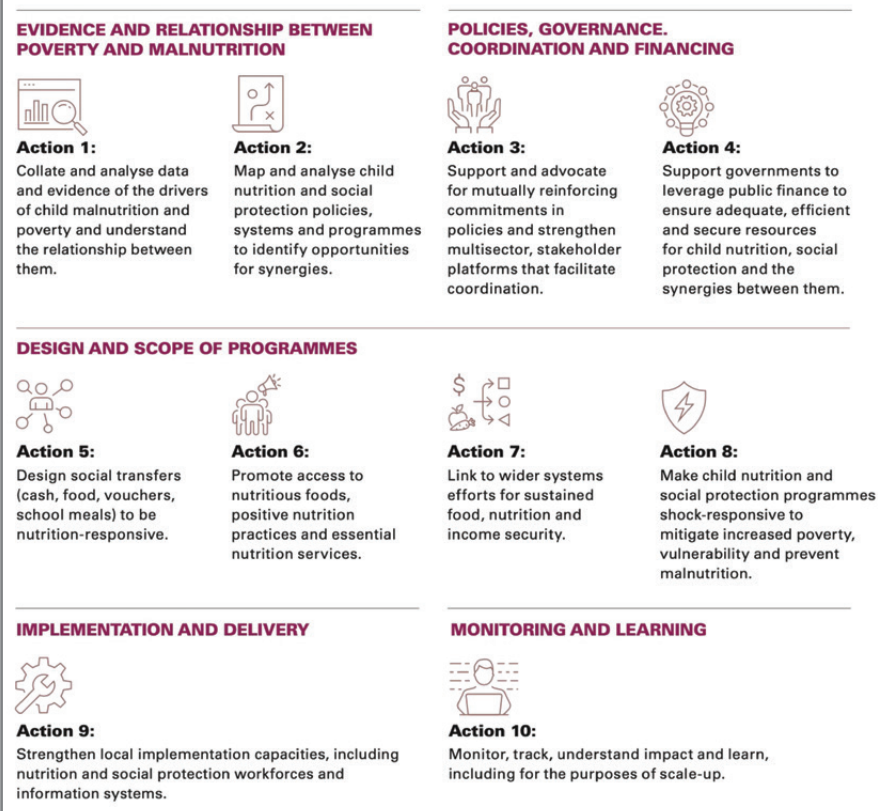 EVIDENCE AND RELATIONSHIP BETWEEN
POVERTY AND MALNUTRITION
Action 1:
Collate and analyse data
and evidence of the drivers
of child malnutrition and
poverty and understand
the relationship between
them.
Action 2:
Map and analyse child
nutrition and social
protection policies,
systems and programmes
to identify opportunities
for synergies.
POLICIES, GOVERNANCE.
COORDINATION AND FINANCING
Action 3:
Support and advocate
for mutually reinforcing
commitments in
policies and strengthen
multisector, stakeholder
platforms that facilitate
coordination.
Action 4:
Support governments to
leverage public finance to
ensure adequate, efficient
and secure resources
for child nutrition, social
protection and the
synergies between them.
DESIGN AND SCOPE OF PROGRAMMES
Action 5:
Design social transfers
(cash, food, vouchers,
school meals) to be
nutrition-responsive.
Action 6:
Promote access to
nutritious foods,
positive nutrition
practices and essential
nutrition services.
$
Action 7:
Link to wider systems
efforts for sustained
food, nutrition and
income security.
Action 8:
Make child nutrition and
social protection programmes
shock-responsive to
mitigate increased poverty,
vulnerability and prevent
malnutrition.
IMPLEMENTATION AND DELIVERY
Action 9:
Strengthen local implementation capacities, including
nutrition and social protection workforces and
information systems.
MONITORING AND LEARNING
Action 10:
Monitor, track, understand impact and learn,
including for the purposes of scale-up.